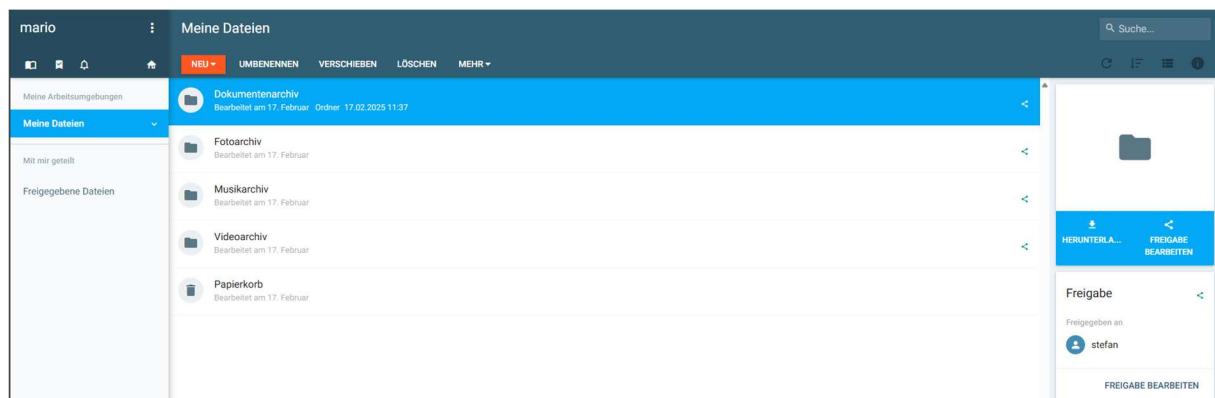 mario
Meine Dateien
Suche...
NEU
UMBENENNEN
VERSCHIEBEN
LÖSCHEN
MEHR
Meine Arbeitsumgebungen
Meine Dateien
Mit mir geteilt
Freigegebene Dateien
Dokumentenarchiv
Bearbeitet am 17. Februar Ordner 17.02.2025 11:37
Fotoarchiv
Bearbeitet am 17. Februar
Musikarchiv
Bearbeitet am 17. Februar
Videoarchiv
Bearbeitet am 17. Februar
Papierkorb
Bearbeitet am 17. Februar
HERUNTERLA...
FREIGABE
BEARBEITEN
Freigabe
Freigegeben an
stefan
FREIGABE BEARBEITEN